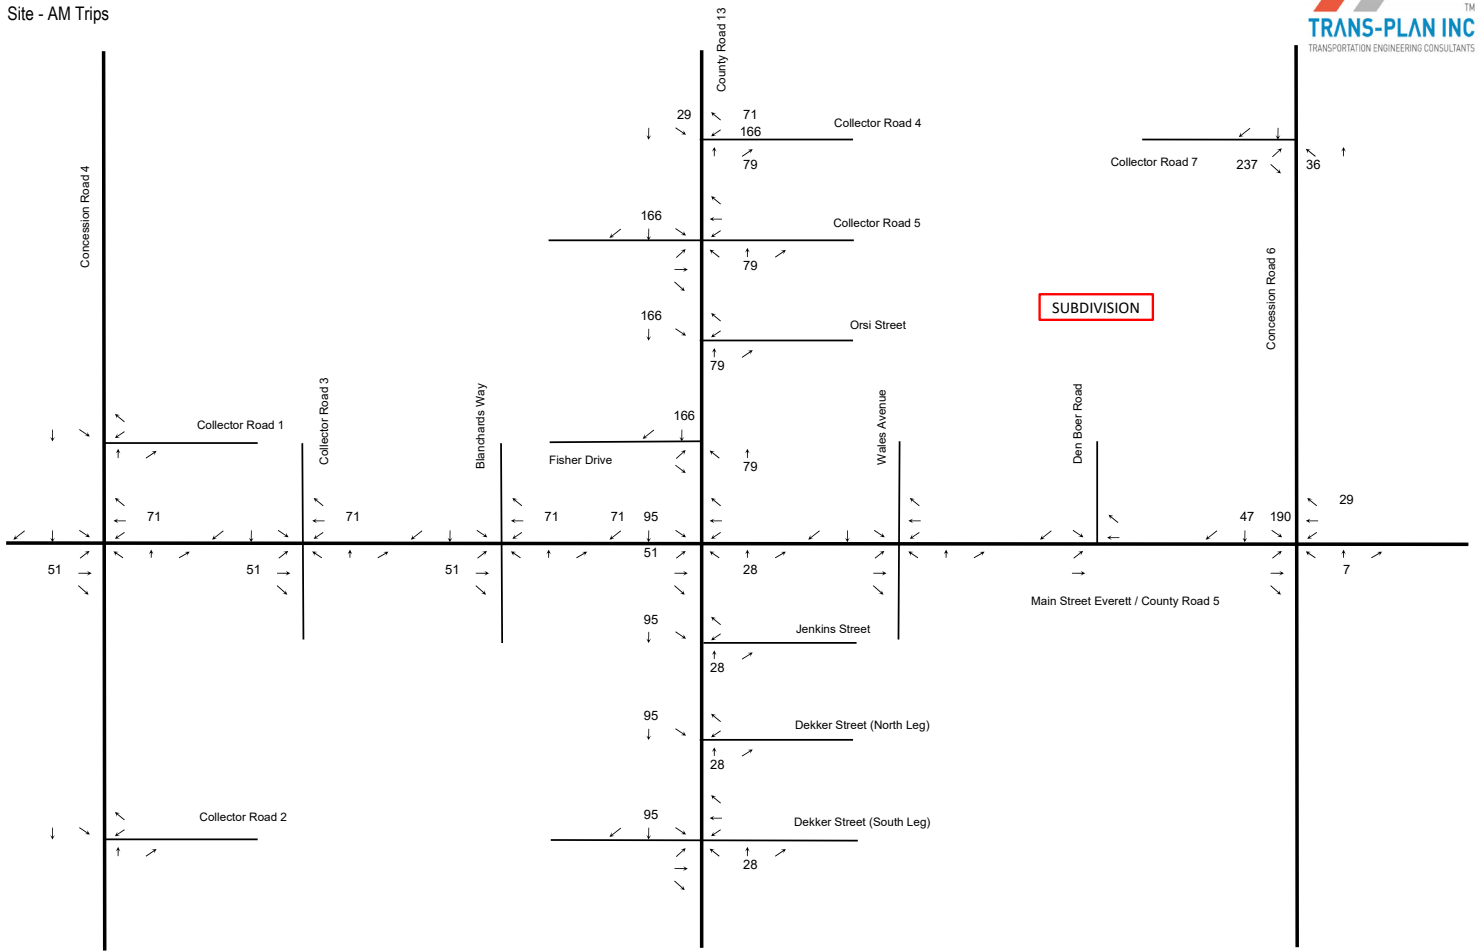 Site - AM Trips
TM
TRANS-PLAN INC
TRANSPORTATION ENGINEERING CONSULTANTS
County Road 13
29
71
Collector Road 4
166
79
Collector Road 7
237
36
Concession Road 4
166
Collector Road 5
79
Concession Road 6
SUBDIVISION
166
Orsi Street
79
Collector Road 1
Collector Road 3
Blanchards Way
166
Fisher Drive
79
Wales Avenue
Den Boer Road
71
71
71
71
95
47
190
29
51
51
51
51
28
7
Main Street Everett / County Road 5
95
Jenkins Street
28
95
Dekker Street (North Leg)
28
Collector Road 2
95
Dekker Street (South Leg)
28